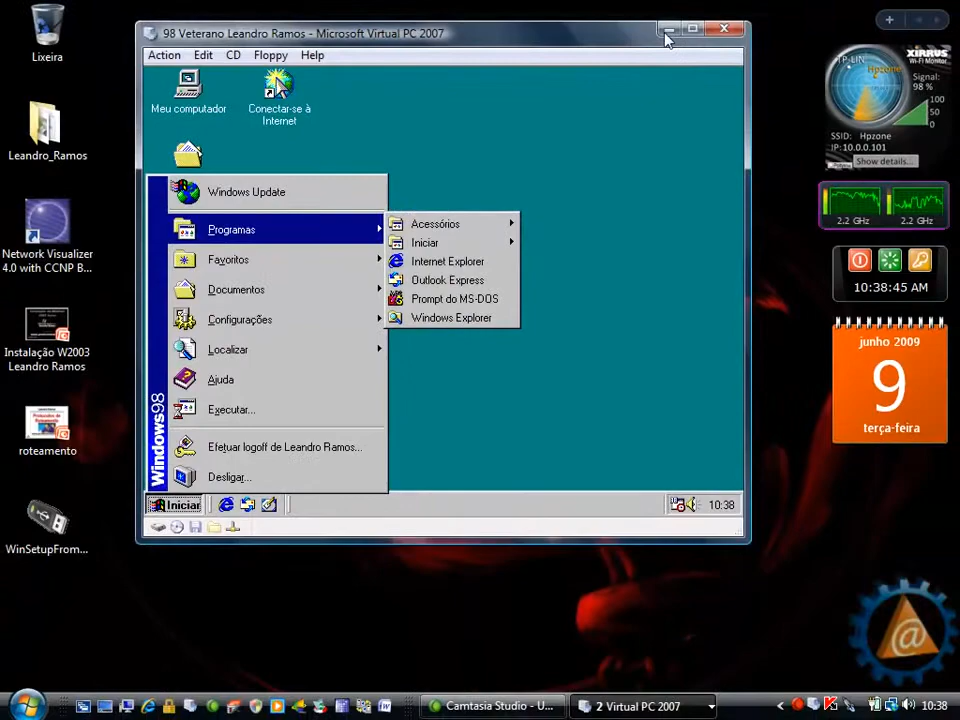 Lixeira
Leandro_Ramos
Network Visualizer
4.0 with CCNP B...
Instalação W2003
Leandro Ramos
roteamento
WinSetupFrom...
98 Veterano Leandro Ramos - Microsoft Virtual PC 2007
Action Edit CD Floppy Help
Meu computador
Conectar-se à
Internet
Windows Update
Programas
Favoritos
Documentos
Configurações
Localizar
Ajuda
Executar...
Efetuar logoff de Leandro Ramos...
Desligar...
Windows98
Acessórios
Iniciar
Internet Explorer
Outlook Express
Prompt do MS-DOS
Windows Explorer
Iniciar
10:38
XIRRUS
Wi-Fi Monitor
TP-LIN
Hpzone
Signal:
98 %
100
50
0
SSID: Hpzone
IP:10.0.0.101
Show details...
2.2 GHz 2.2 GHz
10:38:45 AM
junho 2009
9
terça-feira
@
Camtasia Studio - U...
2 Virtual PC 2007
10:38